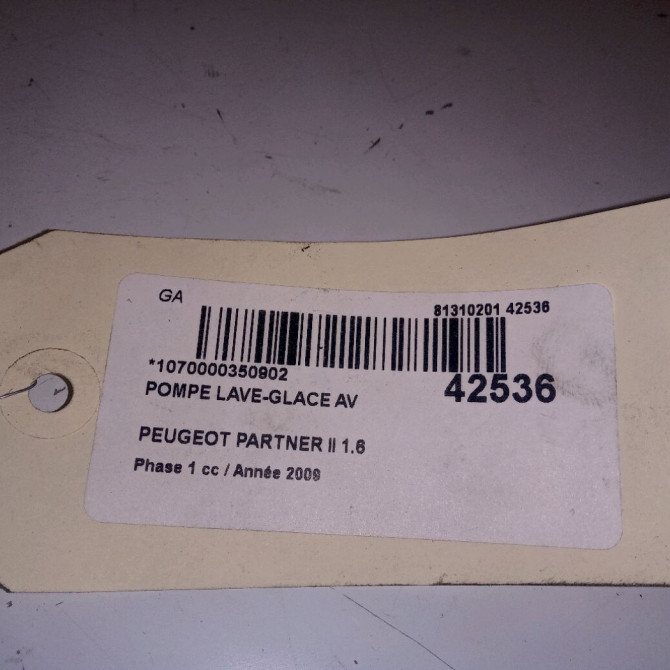 GA
81310201 42536
*1070000350902
42536
POMPE LAVE-GLACE AV
PEUGEOT PARTNER II 1.6
Phase 1 cc / Année 2009